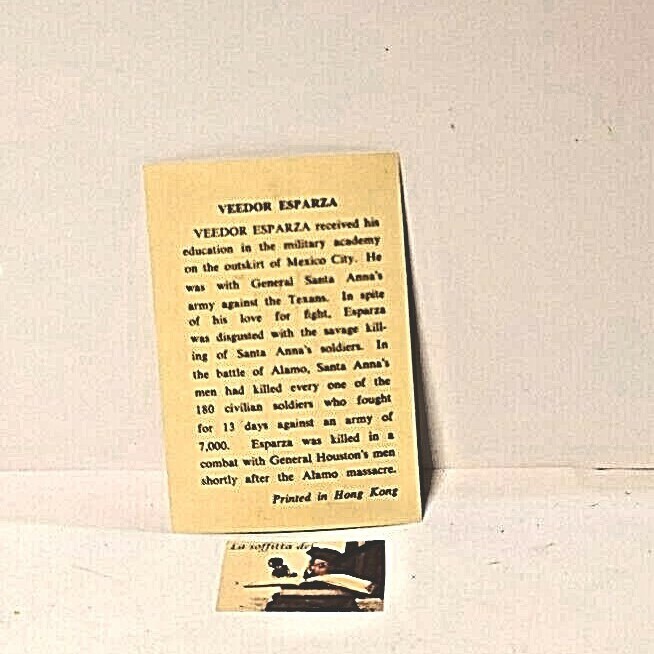 VEEDOR ESPARZA
VEEDOR ESPARZA received his
education in the military academy
on the outskirt of Mexico City. He
was with General Santa Anna's
army against the Texans. In spite
of his love for fight, Esparza
was disgusted with the savage kill-
ing of Santa Anna's soldiers. In
the battle of Alamo, Santa Anna's
men had killed every one of the
180 civilian soldiers who fought
for 13 days against an army of
7,000. Esparza was killed in a
combat with General Houston's men
shortly after the Alamo massacre.
Printed in Hong Kong
La soffitta del